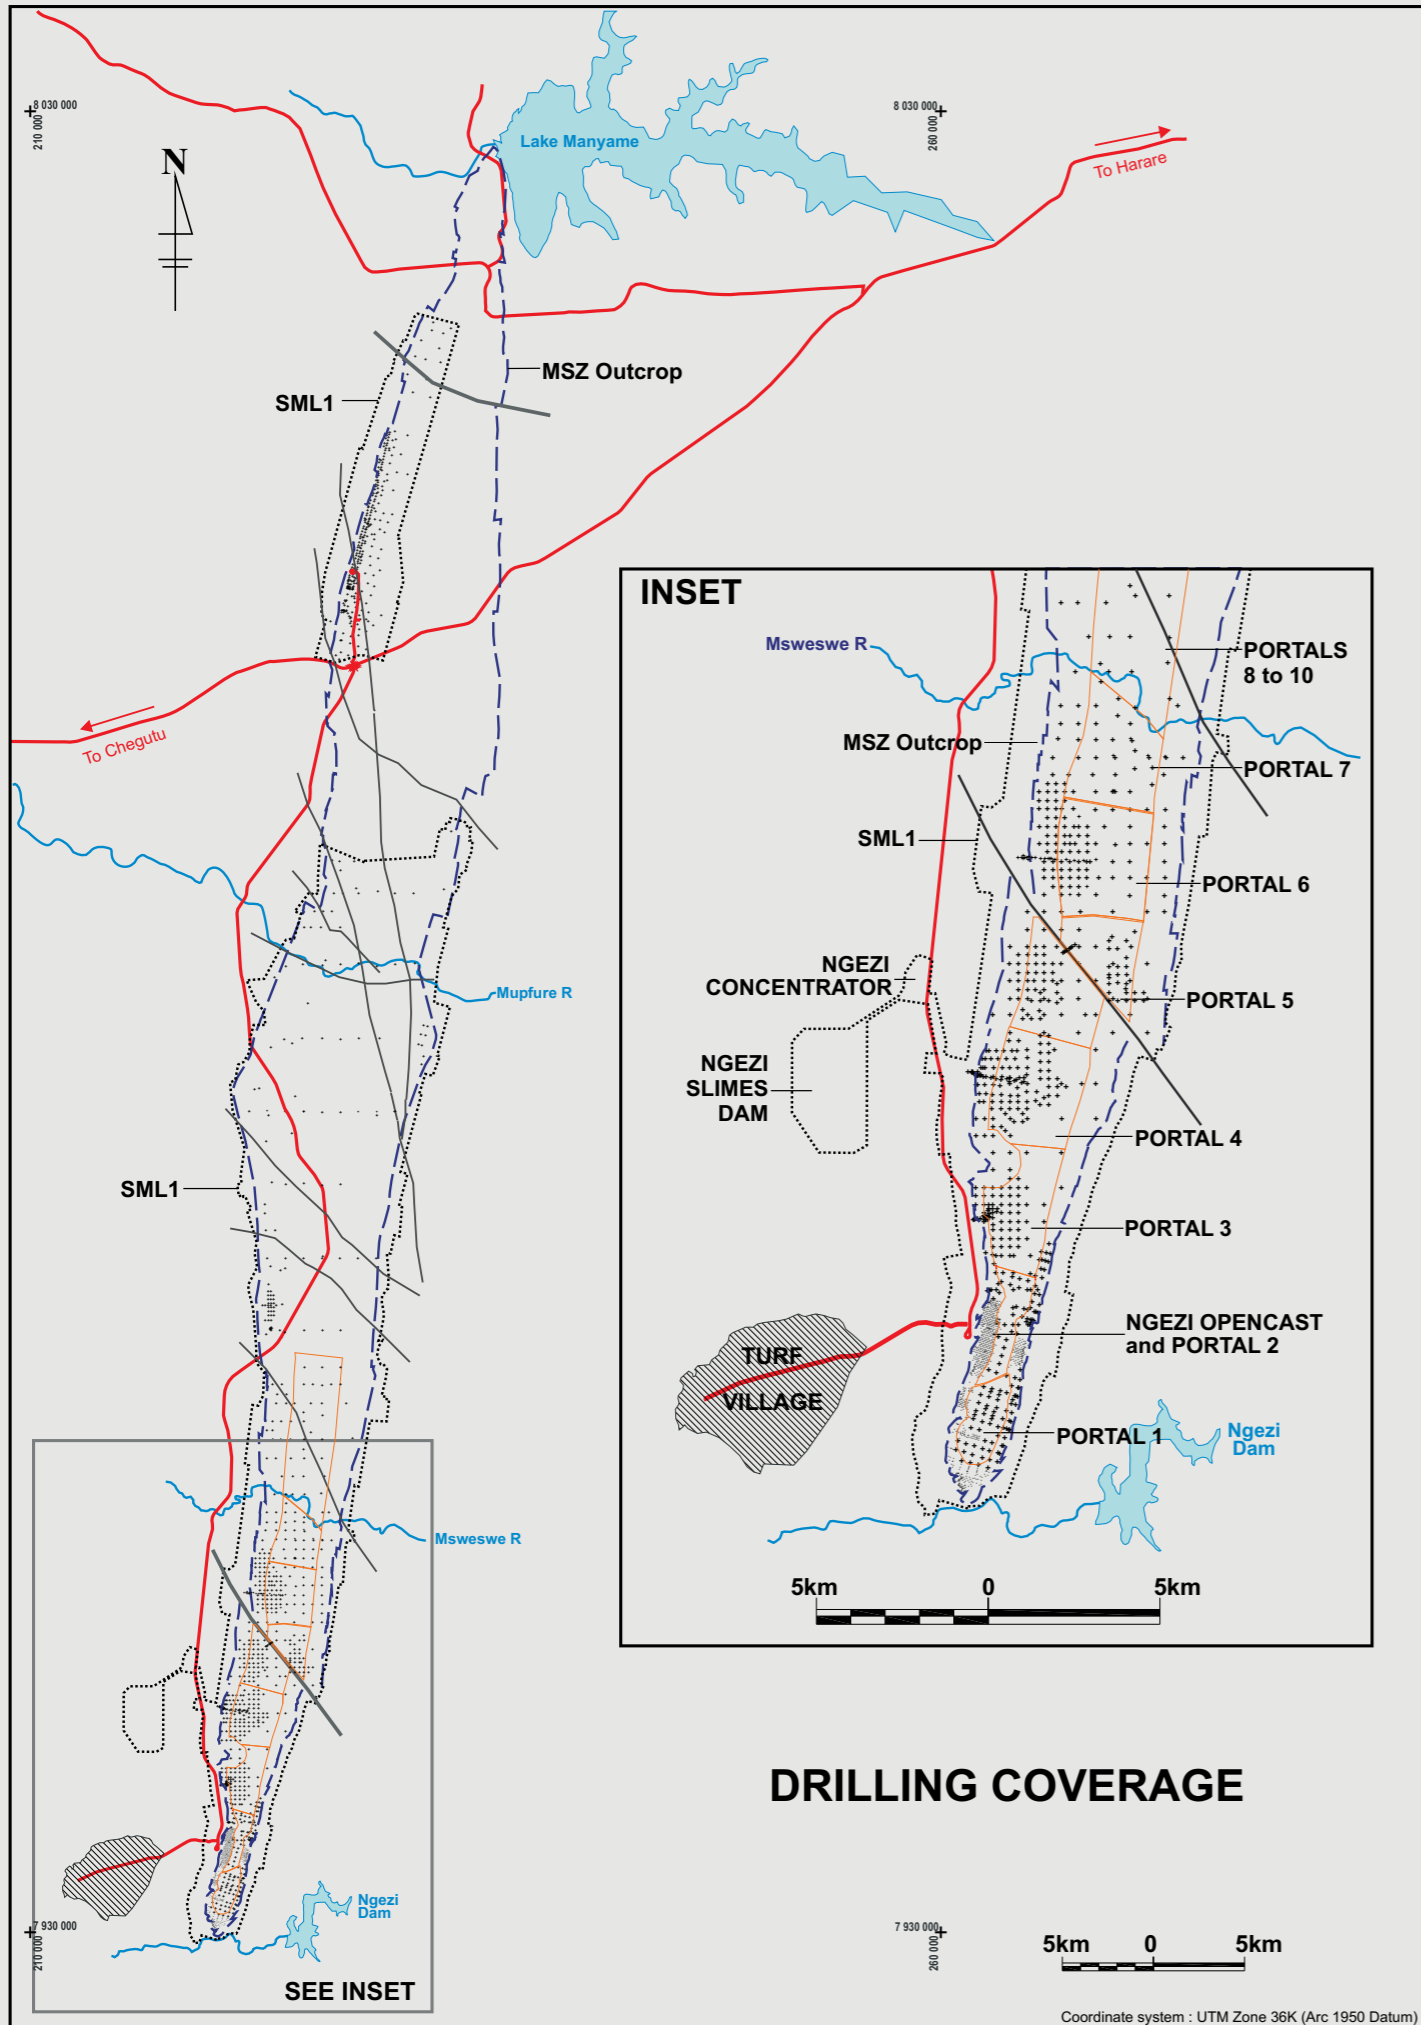 8 030 000
210 000
8 030 000
260 000
N
Lake Manyame
To Harare
MSZ Outcrop
SML1
To Chegutu
Mupfure R
SML1
Msweswe R
Ngezi
Dam
SEE INSET
7 930 000
210 000
INSET
Msweswe R
PORTALS
8 to 10
MSZ Outcrop
PORTAL 7
SML1
PORTAL 6
NGEZI
CONCENTRATOR
PORTAL 5
NGEZI
SLIMES
DAM
PORTAL 4
PORTAL 3
NGEZI OPENCAST
and PORTAL 2
TURF
VILLAGE
PORTAL 1
Ngezi
Dam
5km 0 5km
DRILLING COVERAGE
7 930 000
260 000
5km 0 5km
Coordinate system : UTM Zone 36K (Arc 1950 Datum)